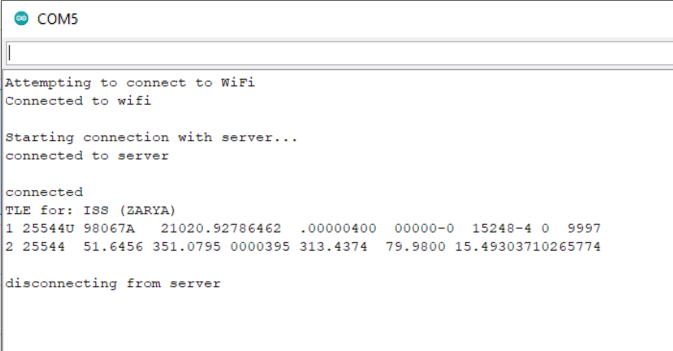 COM5
Attempting to connect to WiFi
Connected to wifi
Starting connection with server...
connected to server
connected
TLE for: ISS (ZARYA)
1 25544U 98067A   21020.92786462  .00000400  00000-0  15248-4 0  9997
2 25544  51.6456 351.0795 0000395 313.4374  79.9800 15.49303710265774
disconnecting from server